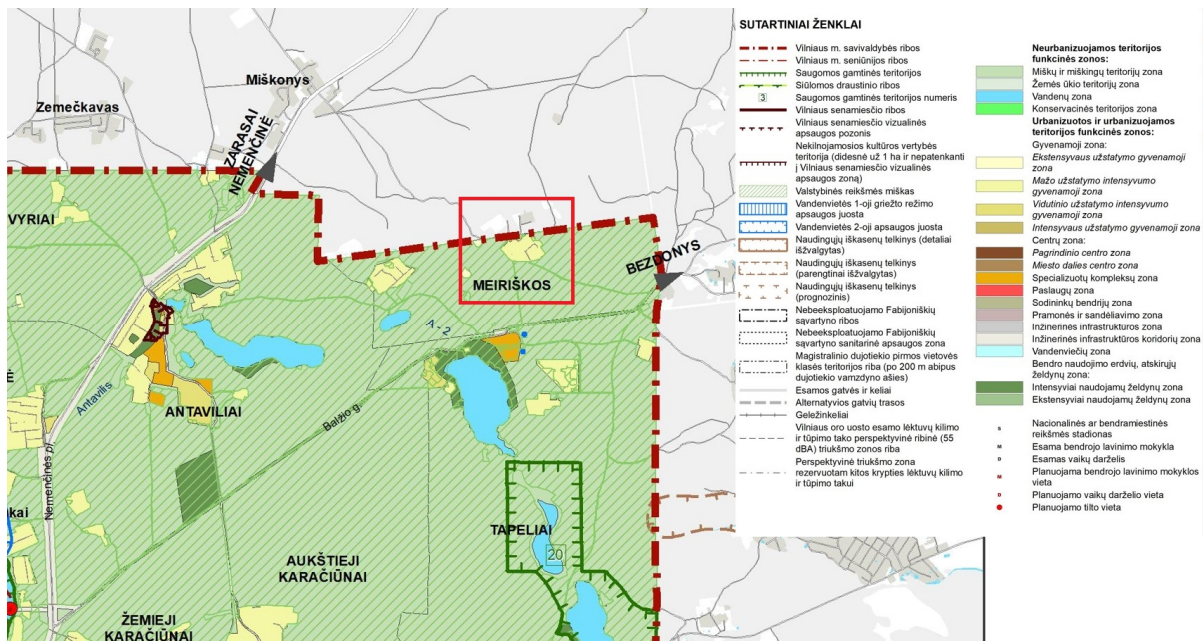 Miškonys
Zemečkavas
ZARASAI
NEMENČINĖ
VYRIAI
MEIRIŠKOS
BEZDONYS
A - 2
Antavilis
ANTAVILIAI
Balžio g.
Nemenčinės pl.
kai
TAPELIAI
20
AUKŠTIEJI
KARAČIŪNAI
ŽEMIEJI
KARAČIŪNAI
SUTARTINIAI ŽENKLAI
Vilniaus m. savivaldybės ribos
Vilniaus m. seniūnijos ribos
Saugomos gamtinės teritorijos
Siūlomos draustinio ribos
3
Saugomos gamtinės teritorijos numeris
Vilniaus senamiesčio ribos
Vilniaus senamiesčio vizualinės
apsaugos pozonis
Nekilnojamosios kultūros vertybės
teritorija (didesnė už 1 ha ir nepatenkanti
į Vilniaus senamiesčio vizualinės
apsaugos zoną)
Valstybinės reikšmės miškas
Vandenvietės 1-oji griežto režimo
apsaugos juosta
Vandenvietės 2-oji apsaugos juosta
Naudingųjų iškasenų telkinys (detaliai
išžvalgytas)
Naudingųjų iškasenų telkinys
(parengtinai išžvalgytas)
Naudingųjų iškasenų telkinys
(prognozinis)
Nebeeksploatuojamo Fabijoniškių
sąvartyno ribos
Nebeeksploatuojamo Fabijoniškių
sąvartyno sanitarinė apsaugos zona
Magistralinio dujotiekio pirmos vietovės
klasės teritorijos riba (po 200 m abipus
dujotiekio vamzdyno ašies)
Esamos gatvės ir keliai
Alternatyvios gatvių trasos
Geležinkeliai
Vilniaus oro uosto esamo lėktuvų kilimo
ir tūpimo tako perspektyvinė ribinė (55
dBA) triukšmo zonos riba
Perspektyvinė triukšmo zona
rezervuotam kitos krypties lėktuvų kilimo
ir tūpimo takui
Neurbanizuojamos teritorijos
funkcinės zonos:
Miškų ir miškingų teritorijų zona
Žemės ūkio teritorijų zona
Vandenų zona
Konservacinės teritorijos zona
Urbanizuotos ir urbanizuojamos
teritorijos funkcinės zonos:
Gyvenamoji zona:
Ekstensyvaus užstatymo gyvenamoji
zona
Mažo užstatymo intensyvumo
gyvenamoji zona
Vidutinio užstatymo intensyvumo
gyvenamoji zona
Intensyvaus užstatymo gyvenamoji zona
Centrų zona:
Pagrindinio centro zona
Miesto dalies centro zona
Specializuotų kompleksų zona
Paslaugų zona
Sodininkų bendrijų zona
Pramonės ir sandėliavimo zona
Inžinerinės infrastruktūros zona
Inžinerinės infrastruktūros koridorių zona
Vandenviečių zona
Bendro naudojimo erdvių, atskirųjų
želdynų zona:
Intensyviai naudojamų želdynų zona
Ekstensyviai naudojamų želdynų zona
S Nacionalinės ar bendramiestinės
reikšmės stadionas
M Esama bendrojo lavinimo mokykla
D Esamas vaikų darželis
M Planuojama bendrojo lavinimo mokyklos
vieta
D Planuojamo vaikų darželio vieta
Planuojamo tilto vieta